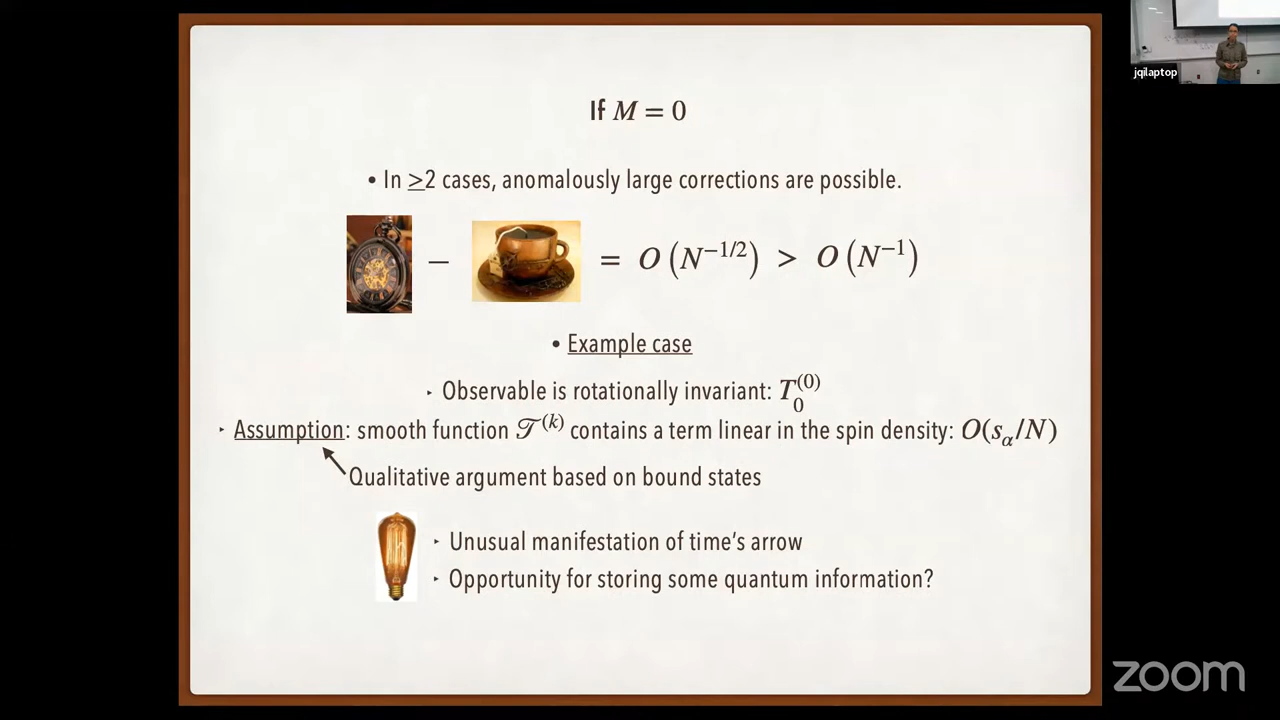 jqilaptop
If M = 0
• In ≥2 cases, anomalously large corrections are possible.
− = O(N^{−1/2}) > O(N^{−1})
• Example case
‣ Observable is rotationally invariant: T_0^{(0)}
‣ Assumption: smooth function 𝒯^{(k)} contains a term linear in the spin density: O(s_α/N)
Qualitative argument based on bound states
‣ Unusual manifestation of time’s arrow
‣ Opportunity for storing some quantum information?
zoom